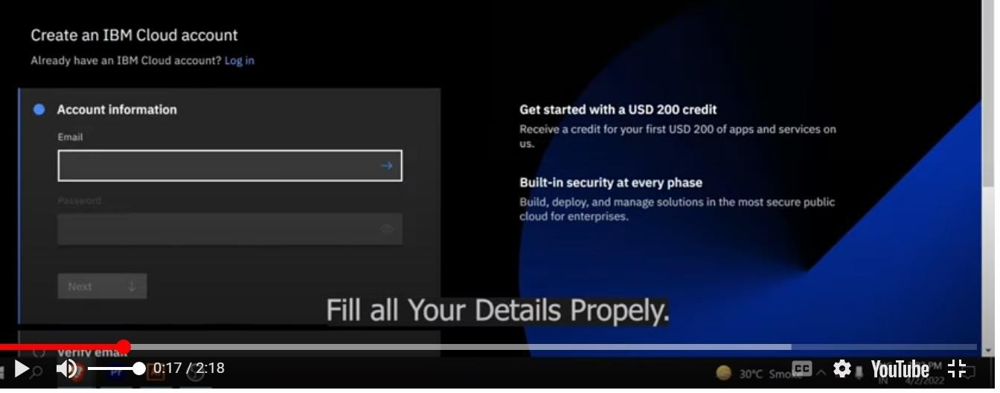 Create an IBM Cloud account
Already have an IBM Cloud account? Log in
Account information
Email
Password
Next
Get started with a USD 200 credit
Receive a credit for your first USD 200 of apps and services on
us.
Built-in security at every phase
Build, deploy, and manage solutions in the most secure public
cloud for enterprises.
Fill all Your Details Propely.
Verify email
0:17 / 2:18
30°C Smoke
CC
YouTube
PM
IN
4/2/2022
Pr